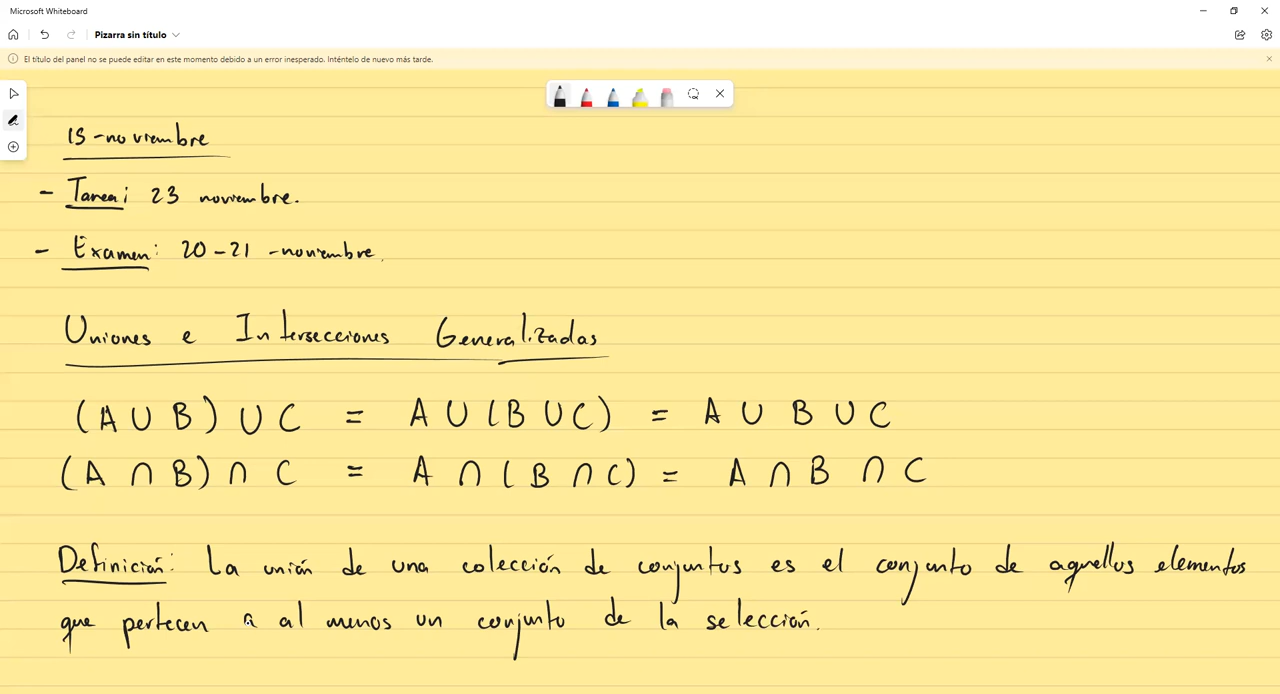 Microsoft Whiteboard
Pizarra sin título
El título del panel no se puede editar en este momento debido a un error inesperado. Inténtelo de nuevo más tarde.
15 -noviembre
- Tarea: 23 noviembre.
- Examen: 20 - 21 -noviembre.
Uniones e Intersecciones Generalizadas
(A ∪ B) ∪ C = A ∪ (B ∪ C) = A ∪ B ∪ C
(A ∩ B) ∩ C = A ∩ (B ∩ C) = A ∩ B ∩ C
Definición: La unión de una colección de conjuntos es el conjunto de aquellos elementos
que pertecen a al menos un conjunto de la selección.